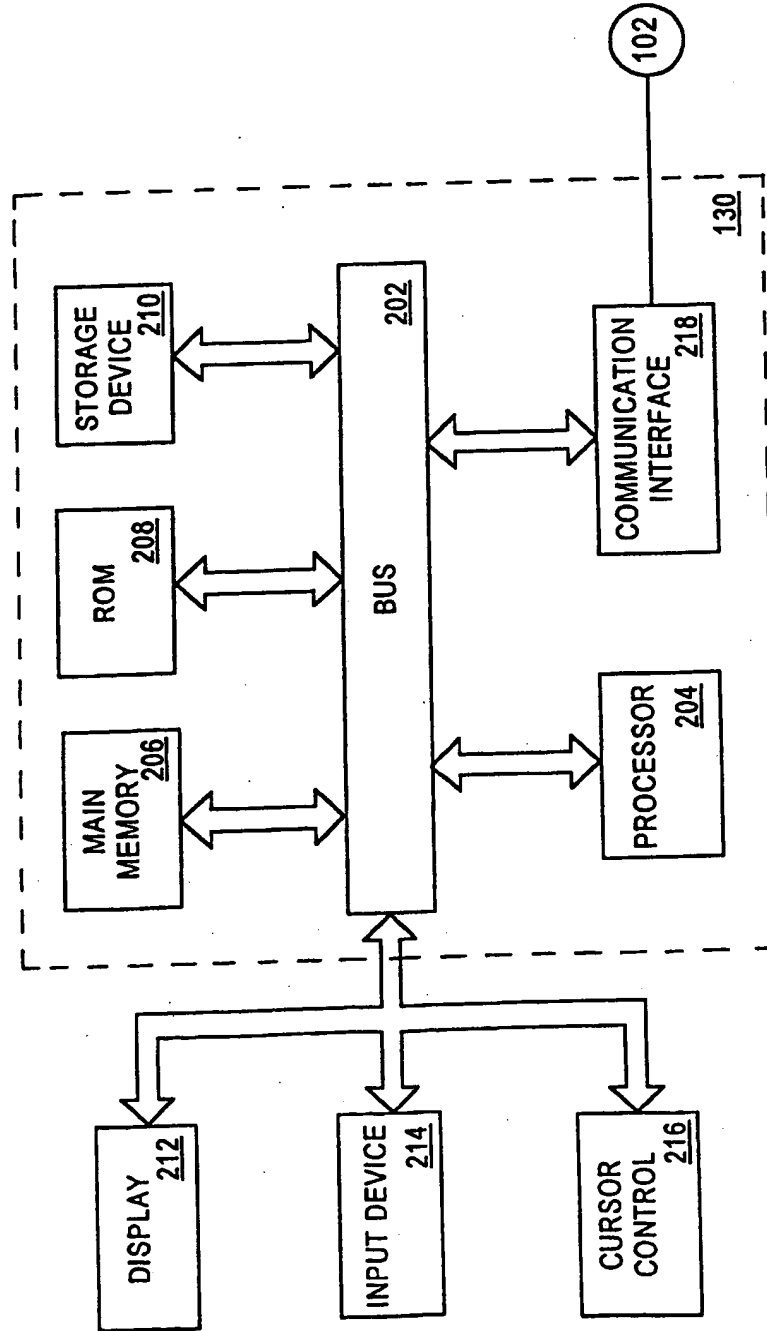 DISPLAY
212
INPUT DEVICE
214
CURSOR
CONTROL
216
MAIN
MEMORY
206
ROM
208
STORAGE
DEVICE
210
BUS
202
PROCESSOR
204
COMMUNICATION
INTERFACE
218
130
102